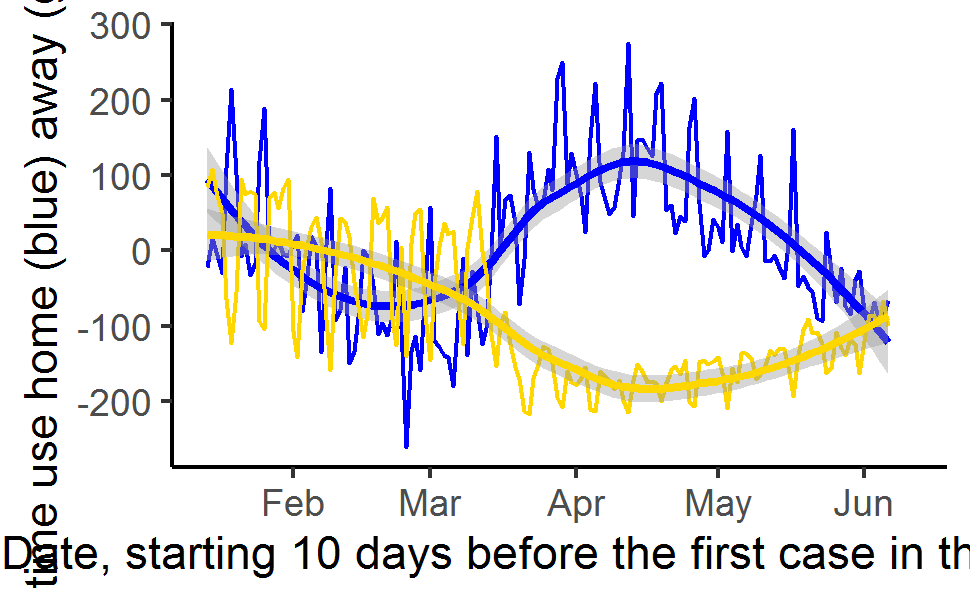 time use home (blue) away (
300
200
100
0
-100
-200
Feb Mar Apr May Jun
Date, starting 10 days before the first case in th